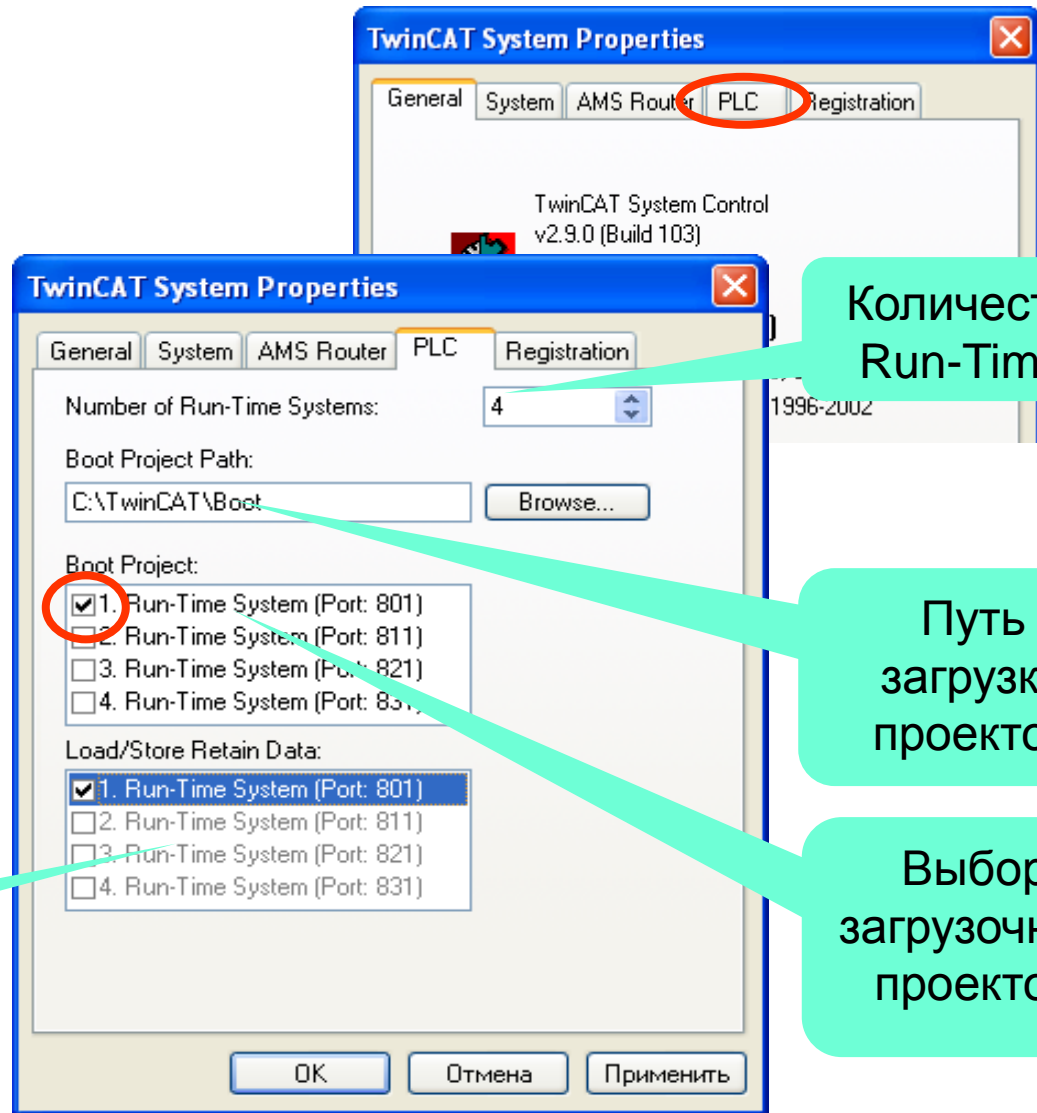 TwinCAT System Properties
General System AMS Router PLC Registration
TwinCAT System Control
v2.9.0 (Build 103)
1996-2002
TwinCAT System Properties
General System AMS Router PLC Registration
Number of Run-Time Systems: 4
Boot Project Path:
C:\TwinCAT\Boot Browse...
Boot Project:
1. Run-Time System (Port: 801)
2. Run-Time System (Port: 811)
3. Run-Time System (Port: 821)
4. Run-Time System (Port: 831)
Load/Store Retain Data:
1. Run-Time System (Port: 801)
2. Run-Time System (Port: 811)
3. Run-Time System (Port: 821)
4. Run-Time System (Port: 831)
OK Отмена Применить
Количест
Run-Tim
Путь
загрузк
проекто
Выбор
загрузочн
проекто